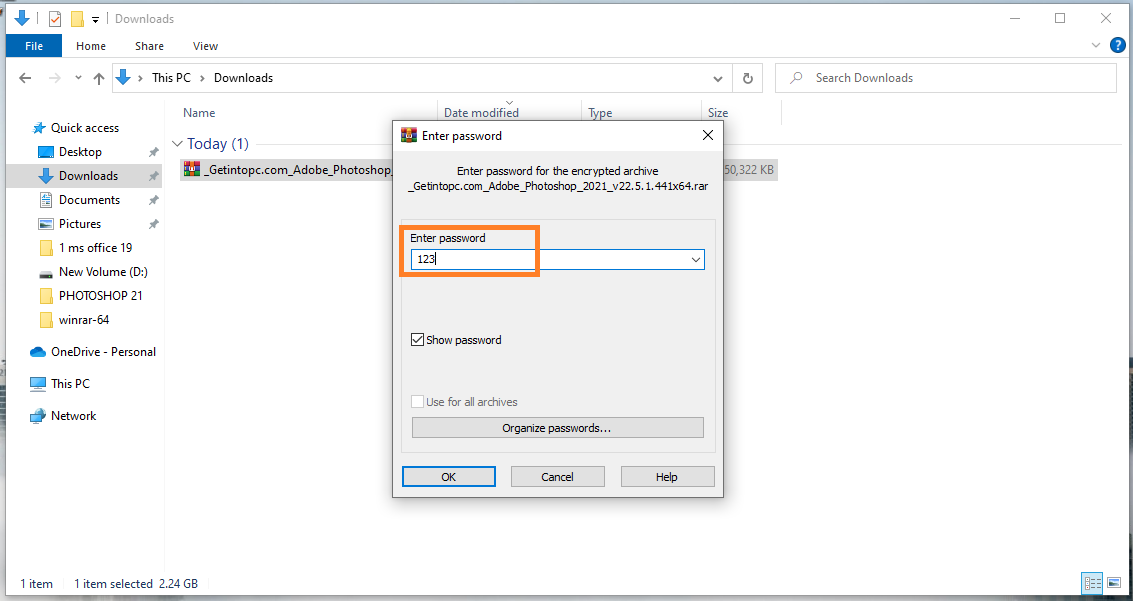 Downloads
File Home Share View
This PC > Downloads
Search Downloads
Name Date modified Type Size
Quick access
Desktop
Downloads
Documents
Pictures
1 ms office 19
New Volume (D:)
PHOTOSHOP 21
winrar-64
OneDrive - Personal
This PC
Network
Today (1)
_Getintopc.com_Adobe_Photoshop_ 50,322 KB
Enter password
Enter password for the encrypted archive
_Getintopc.com_Adobe_Photoshop_2021_v22.5.1.441x64.rar
Enter password
123
Show password
Use for all archives
Organize passwords...
OK Cancel Help
1 item 1 item selected 2.24 GB